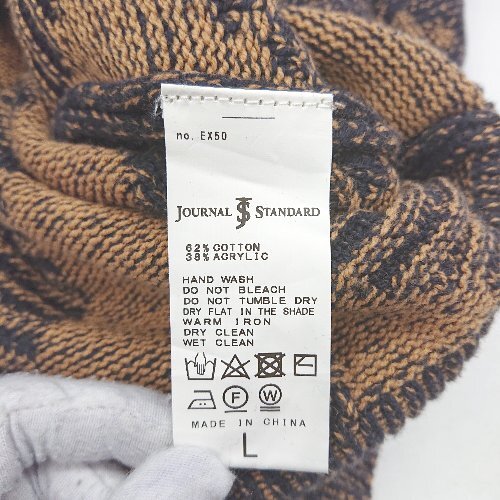 no. EX50
JOURNAL JS STANDARD
62% COTTON
38% ACRYLIC
HAND WASH
DO NOT BLEACH
DO NOT TUMBLE DRY
DRY FLAT IN THE SHADE
WARM IRON
DRY CLEAN
WET CLEAN
F W
MADE IN CHINA
L